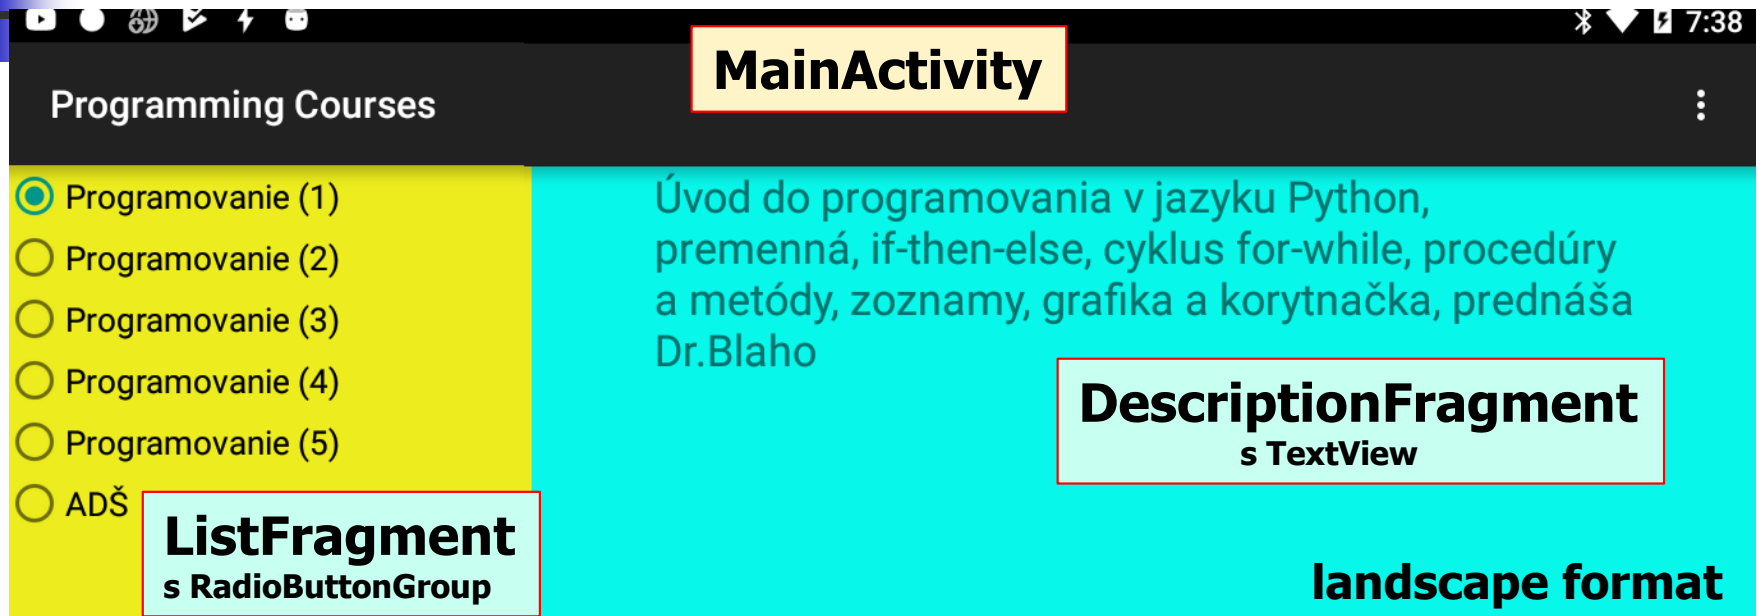 7:38
MainActivity
Programming Courses
Programovanie (1)
Programovanie (2)
Programovanie (3)
Programovanie (4)
Programovanie (5)
ADŠ
Úvod do programovania v jazyku Python,
premenná, if-then-else, cyklus for-while, procedúry
a metódy, zoznamy, grafika a korytnačka, prednáša
Dr.Blaho
DescriptionFragment
s TextView
ListFragment
s RadioButtonGroup
landscape format